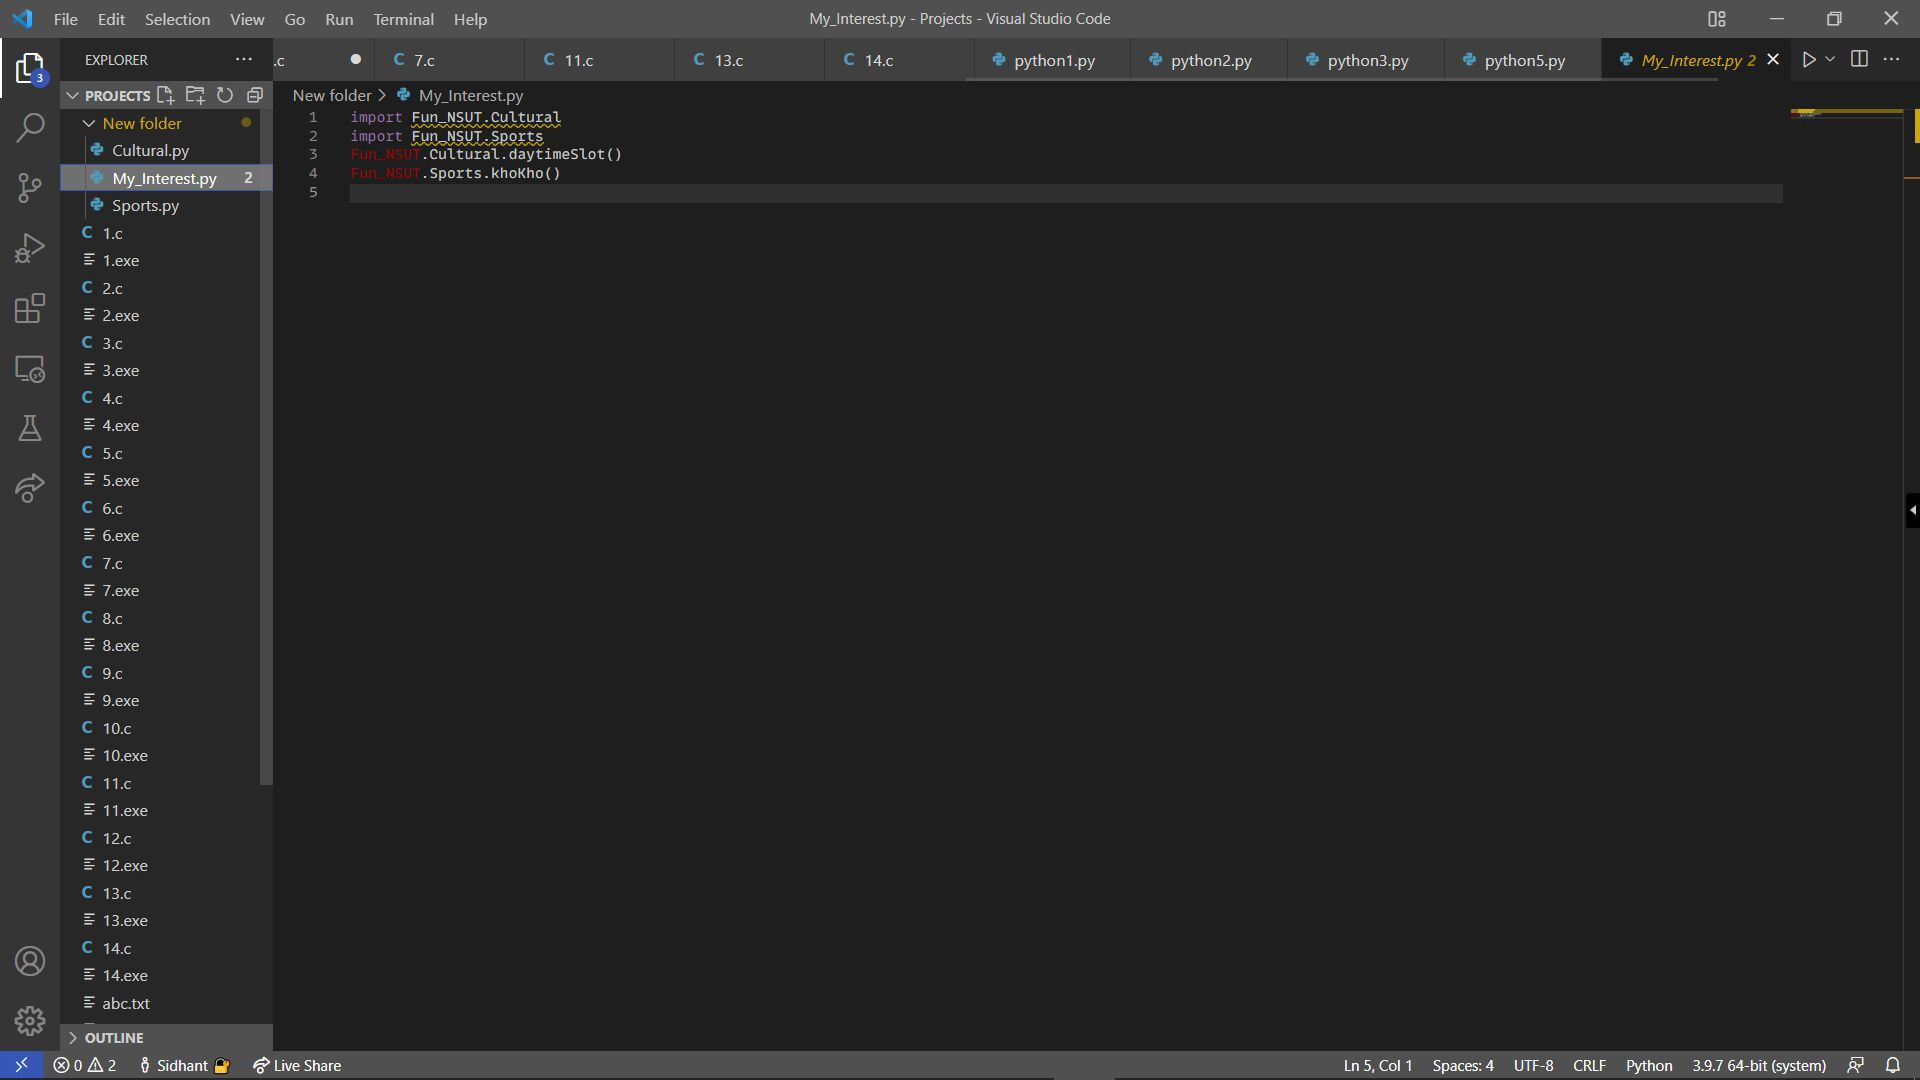 File Edit Selection View Go Run Terminal Help
My_Interest.py - Projects - Visual Studio Code
EXPLORER
.c
C 7.c
C 11.c
C 13.c
C 14.c
python1.py
python2.py
python3.py
python5.py
My_Interest.py 2
3
PROJECTS
New folder
Cultural.py
My_Interest.py 2
Sports.py
C 1.c
1.exe
C 2.c
2.exe
C 3.c
3.exe
C 4.c
4.exe
C 5.c
5.exe
C 6.c
6.exe
C 7.c
7.exe
C 8.c
8.exe
C 9.c
9.exe
C 10.c
10.exe
C 11.c
11.exe
C 12.c
12.exe
C 13.c
13.exe
C 14.c
14.exe
abc.txt
OUTLINE
New folder > My_Interest.py
1 import Fun_NSUT.Cultural
2 import Fun_NSUT.Sports
3 Fun_NSUT.Cultural.daytimeSlot()
4 Fun_NSUT.Sports.khoKho()
5
0 2 Sidhant Live Share
Ln 5, Col 1 Spaces: 4 UTF-8 CRLF Python 3.9.7 64-bit (system)